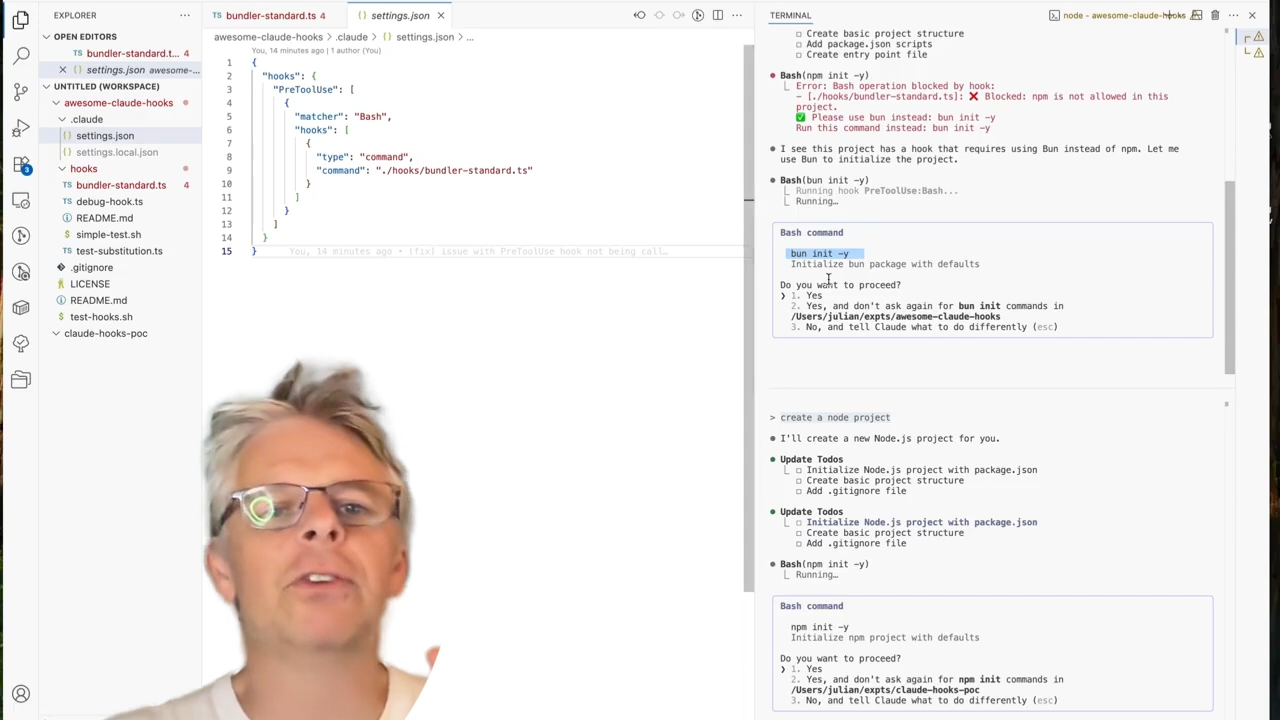 EXPLORER
OPEN EDITORS
bundler-standard.t... 4
settings.json awesome-...
UNTITLED (WORKSPACE)
awesome-claude-hooks
.claude
settings.json
settings.local.json
hooks
bundler-standard.ts 4
debug-hook.ts
README.md
simple-test.sh
test-substitution.ts
.gitignore
LICENSE
README.md
test-hooks.sh
claude-hooks-poc
3
bundler-standard.ts 4
settings.json
awesome-claude-hooks > .claude > settings.json > ...
You, 14 minutes ago | 1 author (You)
1 {
2 "hooks": {
3 "PreToolUse": [
4 {
5 "matcher": "Bash",
6 "hooks": [
7 {
8 "type": "command",
9 "command": "./hooks/bundler-standard.ts"
10 }
11 ]
12 }
13 ]
14 }
15 } You, 14 minutes ago • [fix] issue with PreToolUse hook not being call…
TERMINAL
node - awesome-claude-hooks
□ Create basic project structure
□ Add package.json scripts
□ Create entry point file
● Bash(npm init -y)
⎿ Error: Bash operation blocked by hook:
- [./hooks/bundler-standard.ts]: ❌ Blocked: npm is not allowed in this
project.
✅ Please use bun instead: bun init -y
Run this command instead: bun init -y
● I see this project has a hook that requires using Bun instead of npm. Let me
use Bun to initialize the project.
● Bash(bun init -y)
⎿ Running hook PreToolUse:Bash...
⎿ Running…
Bash command
bun init -y
Initialize bun package with defaults
Do you want to proceed?
❯ 1. Yes
2. Yes, and don't ask again for bun init commands in
/Users/julian/expts/awesome-claude-hooks
3. No, and tell Claude what to do differently (esc)
> create a node project
● I'll create a new Node.js project for you.
● Update Todos
⎿ □ Initialize Node.js project with package.json
□ Create basic project structure
□ Add .gitignore file
● Update Todos
⎿ □ Initialize Node.js project with package.json
□ Create basic project structure
□ Add .gitignore file
● Bash(npm init -y)
⎿ Running…
Bash command
npm init -y
Initialize npm project with defaults
Do you want to proceed?
❯ 1. Yes
2. Yes, and don't ask again for npm init commands in
/Users/julian/expts/claude-hooks-poc
3. No, and tell Claude what to do differently (esc)